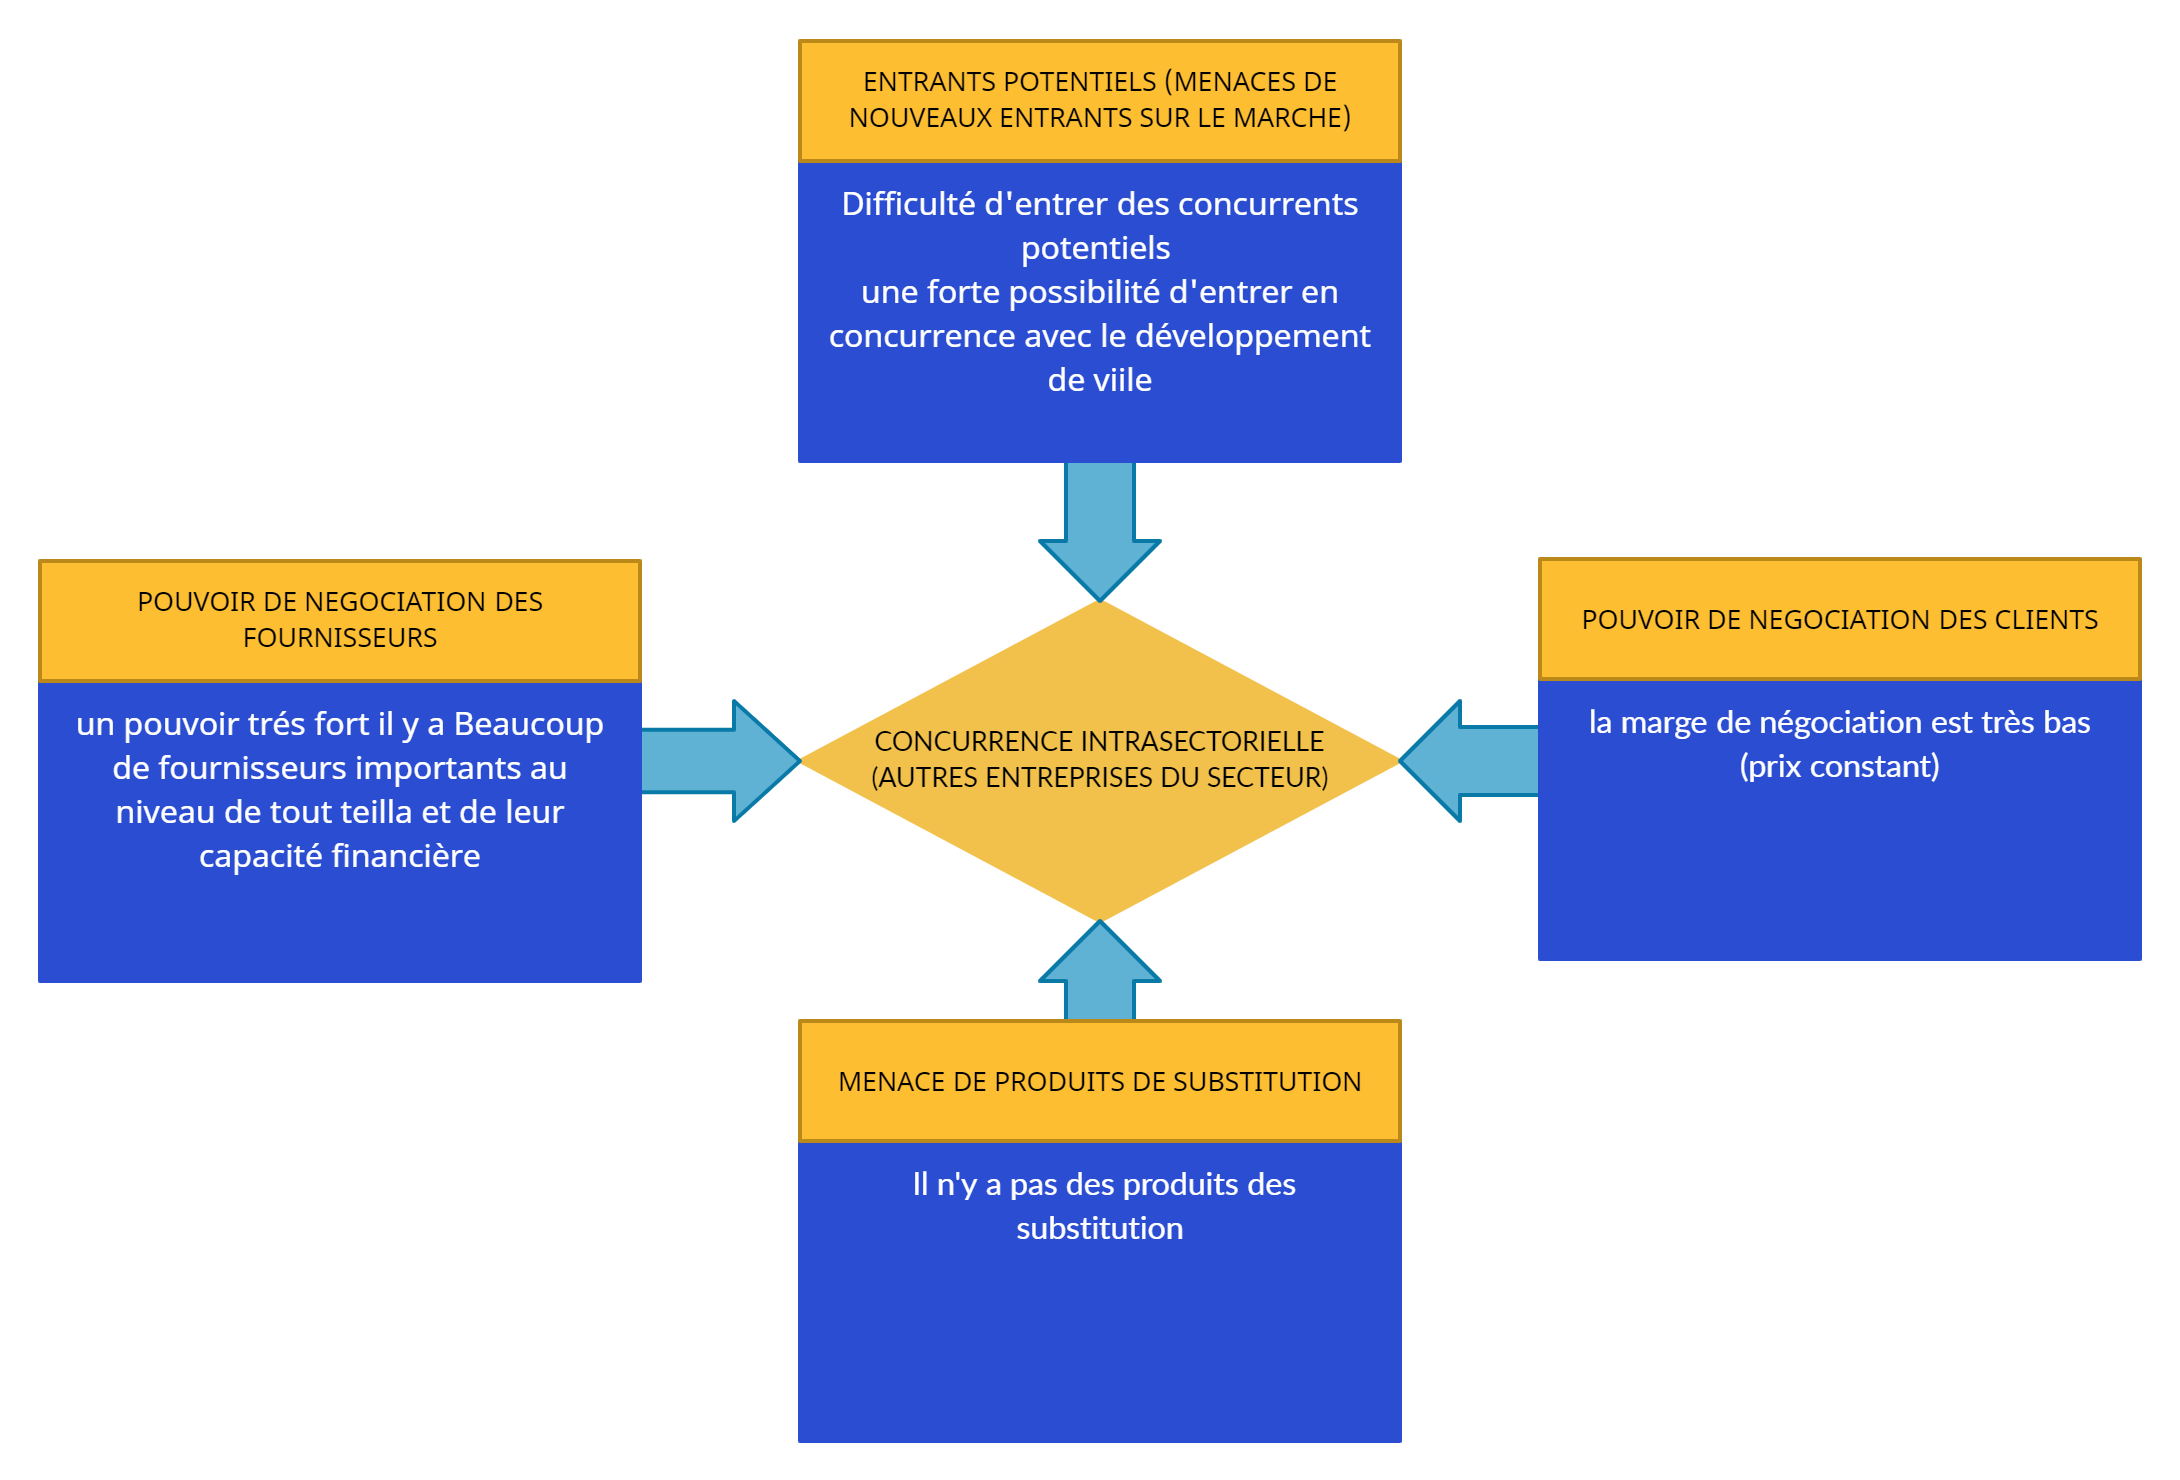 ENTRANTS POTENTIELS (MENACES DE
NOUVEAUX ENTRANTS SUR LE MARCHE)
Difficulté d'entrer des concurrents
potentiels
une forte possibilité d'entrer en
concurrence avec le développement
de viile
POUVOIR DE NEGOCIATION DES
FOURNISSEURS
un pouvoir trés fort il y a Beaucoup
de fournisseurs importants au
niveau de tout teilla et de leur
capacité financière
CONCURRENCE INTRASECTORIELLE
(AUTRES ENTREPRISES DU SECTEUR)
POUVOIR DE NEGOCIATION DES CLIENTS
la marge de négociation est très bas
(prix constant)
MENACE DE PRODUITS DE SUBSTITUTION
Il n'y a pas des produits des
substitution